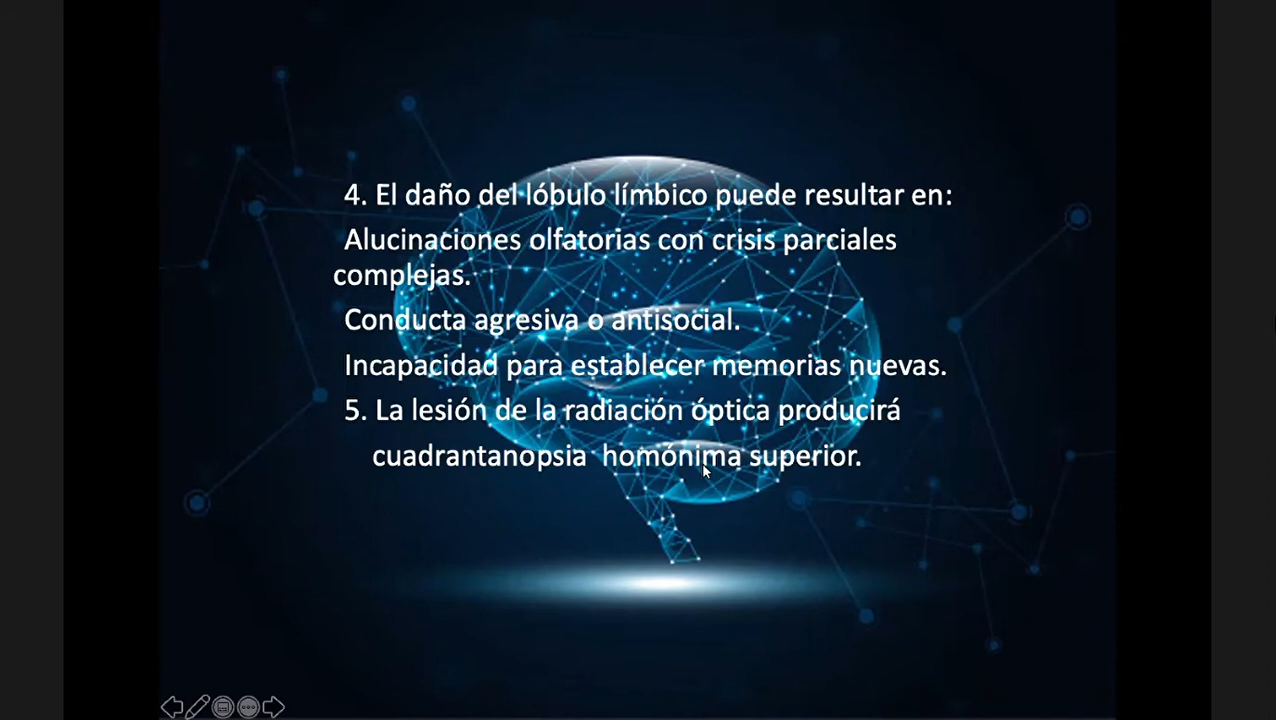 4. El daño del lóbulo límbico puede resultar en:
Alucinaciones olfatorias con crisis parciales
complejas.
Conducta agresiva o antisocial.
Incapacidad para establecer memorias nuevas.
5. La lesión de la radiación óptica producirá
cuadrantanopsia homónima superior.